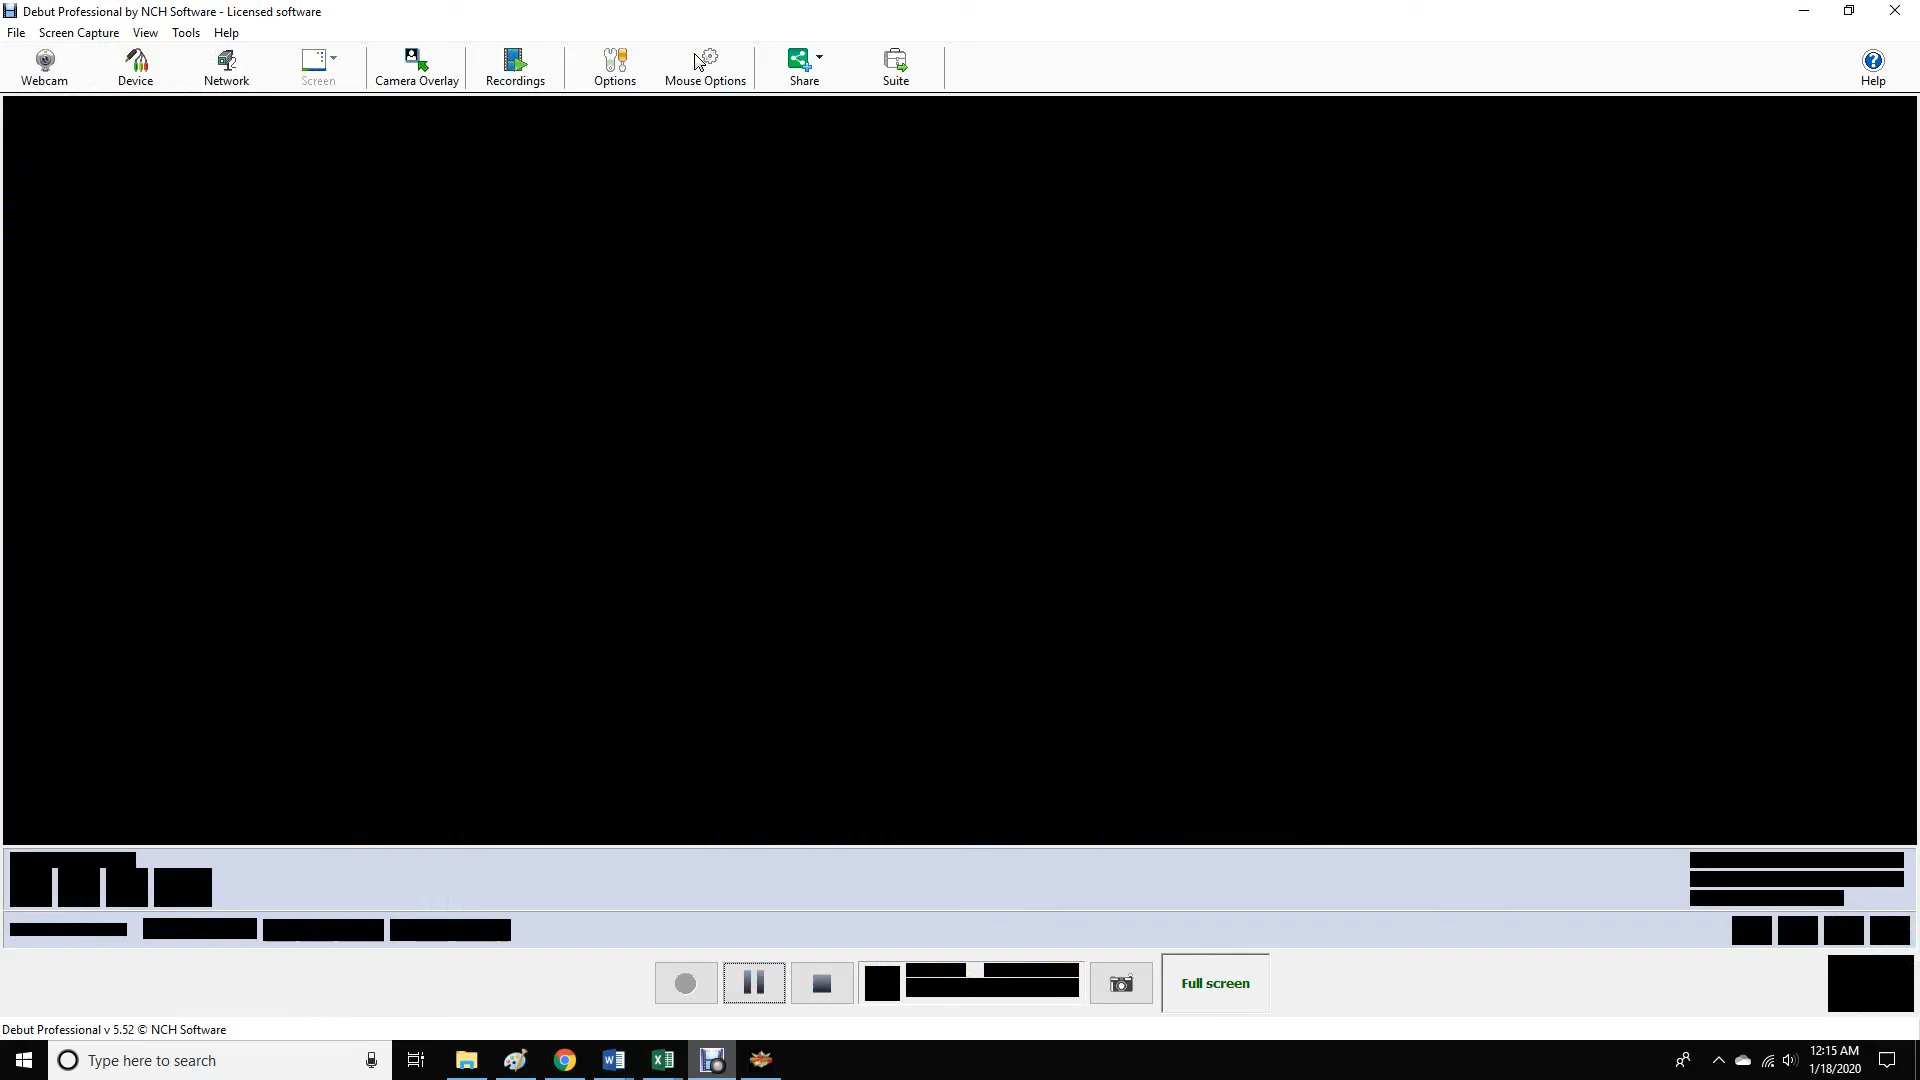 Debut Professional by NCH Software - Licensed software
File Screen Capture View Tools Help
Webcam Device Network Screen Camera Overlay Recordings Options Mouse Options Share Suite Help
Full screen
Debut Professional v 5.52 © NCH Software
Type here to search
12:15 AM
1/18/2020